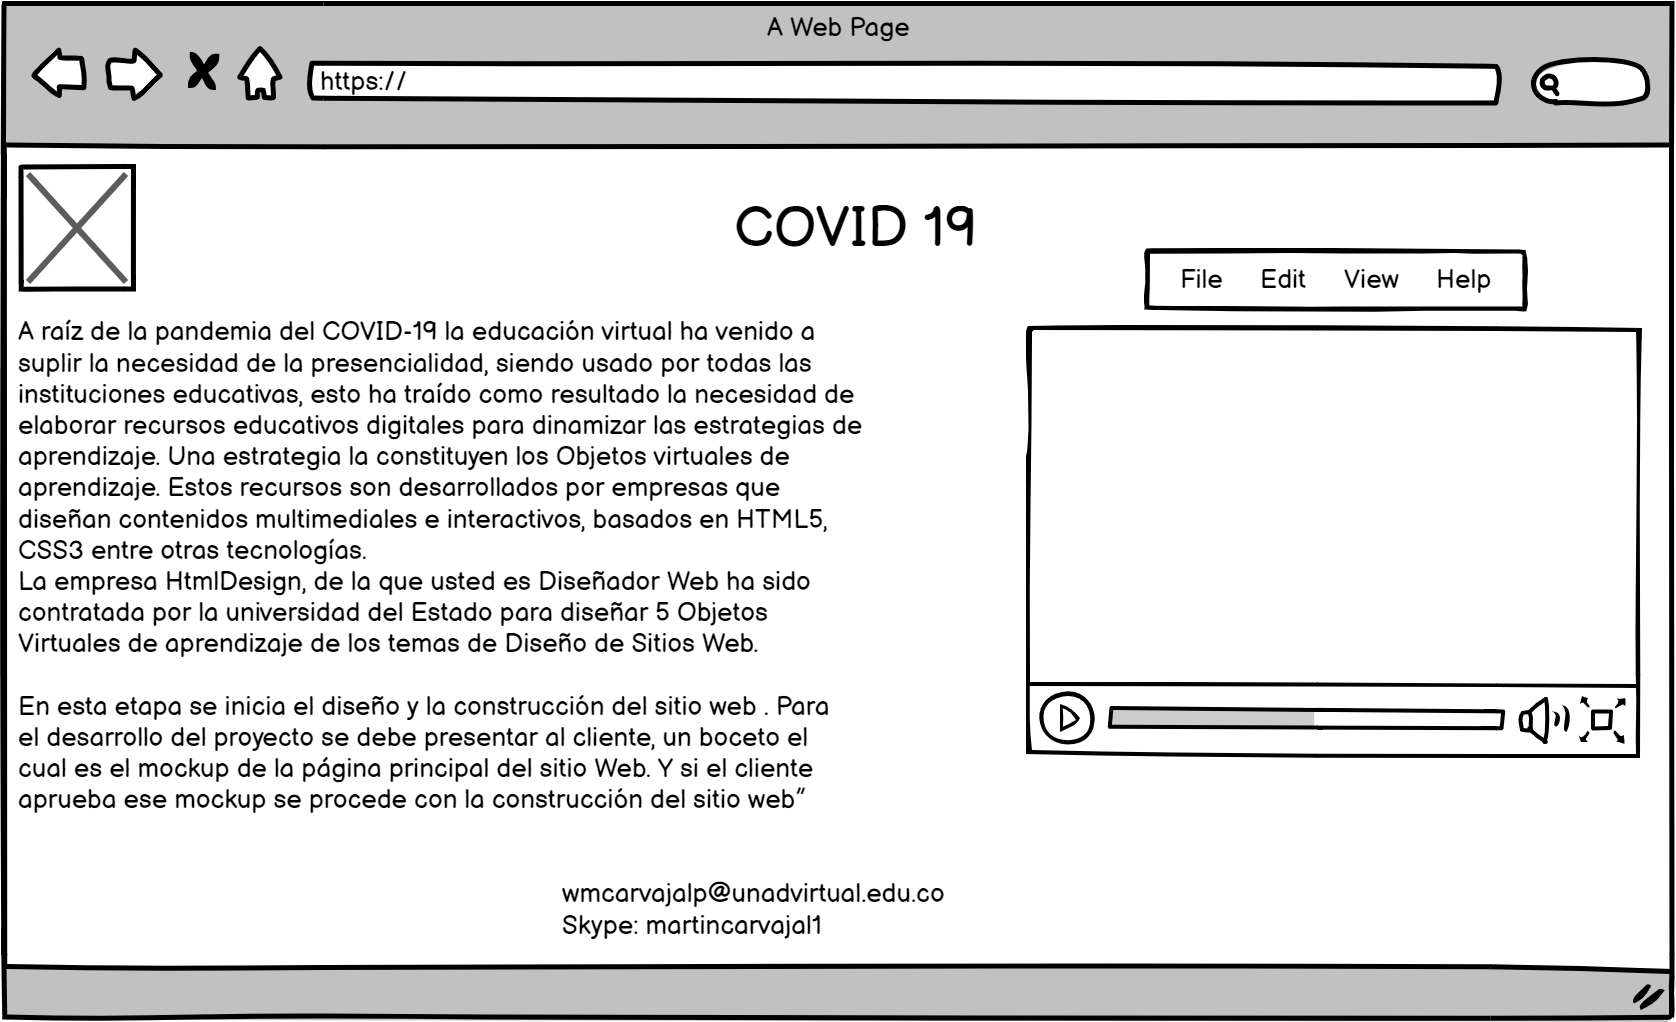 A Web Page
https://
COVID 19
File Edit View Help
A raíz de la pandemia del COVID-19 la educación virtual ha venido a
suplir la necesidad de la presencialidad, siendo usado por todas las
instituciones educativas, esto ha traído como resultado la necesidad de
elaborar recursos educativos digitales para dinamizar las estrategias de
aprendizaje. Una estrategia la constituyen los Objetos virtuales de
aprendizaje. Estos recursos son desarrollados por empresas que
diseñan contenidos multimediales e interactivos, basados en HTML5,
CSS3 entre otras tecnologías.
La empresa HtmlDesign, de la que usted es Diseñador Web ha sido
contratada por la universidad del Estado para diseñar 5 Objetos
Virtuales de aprendizaje de los temas de Diseño de Sitios Web.
En esta etapa se inicia el diseño y la construcción del sitio web . Para
el desarrollo del proyecto se debe presentar al cliente, un boceto el
cual es el mockup de la página principal del sitio Web. Y si el cliente
aprueba ese mockup se procede con la construcción del sitio web”
wmcarvajalp@unadvirtual.edu.co
Skype: martincarvajal1